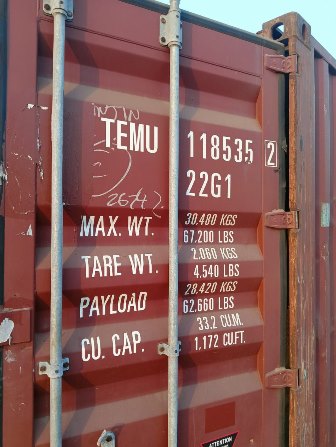 TEMU 118535 2
22G1
MAX. WT. 30.480 KGS
67.200 LBS
TARE WT. 2.060 KGS
4.540 LBS
PAYLOAD 28.420 KGS
62.660 LBS
CU. CAP. 33.2 CU.M.
1.172 CU.FT.
ATTENTION